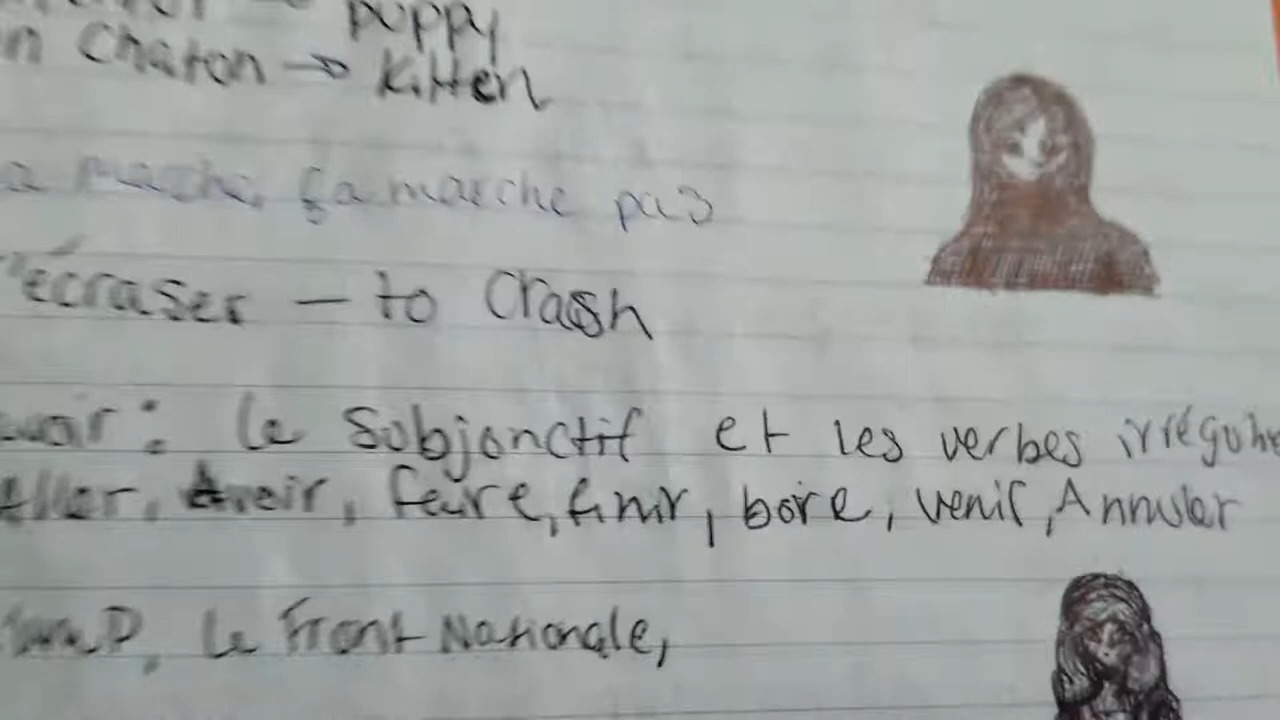 puppy
Chaton → Kitten
ça marche pas
écraser — to Crash
le Subjonctif et les verbes
Aller, Avoir, faire, finir, boire, venir, Annuler
Le Front Nationale,